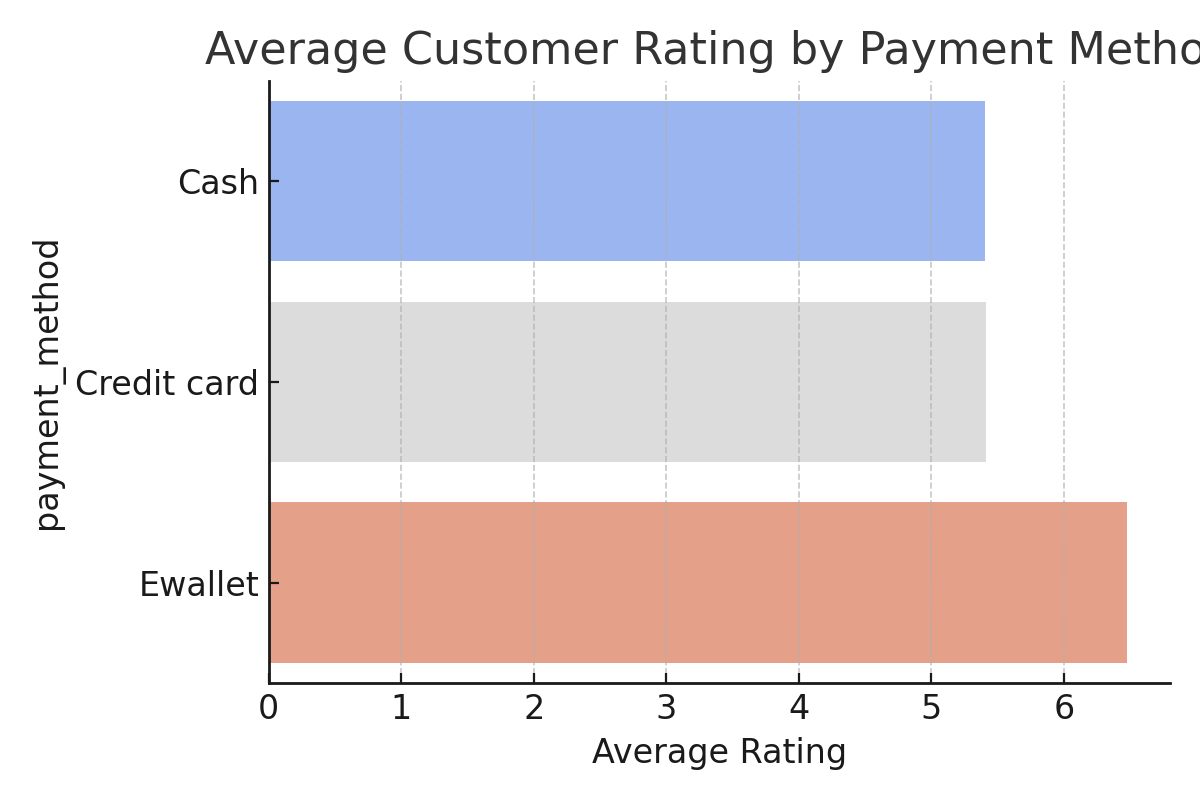 Average Customer Rating by Payment Metho
Cash
Credit card
Ewallet
payment_method
0 1 2 3 4 5 6
Average Rating